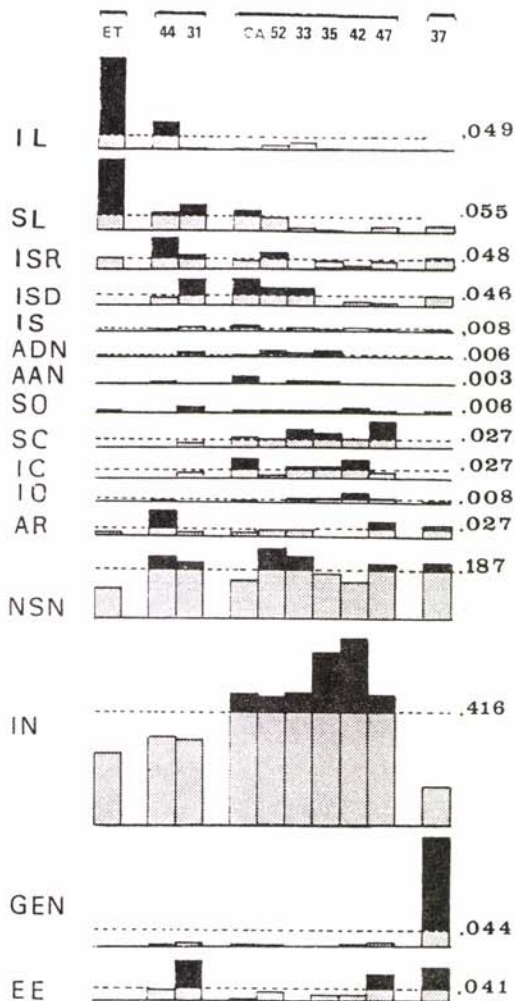 ET 44 31 CA 52 33 35 42 47 37
IL .049
SL .055
ISR .048
ISD .046
IS ,008
ADN .006
AAN .003
SO .006
SC .027
IC .027
IO .008
AR .027
NSN .187
IN .416
GEN .044
EE .041